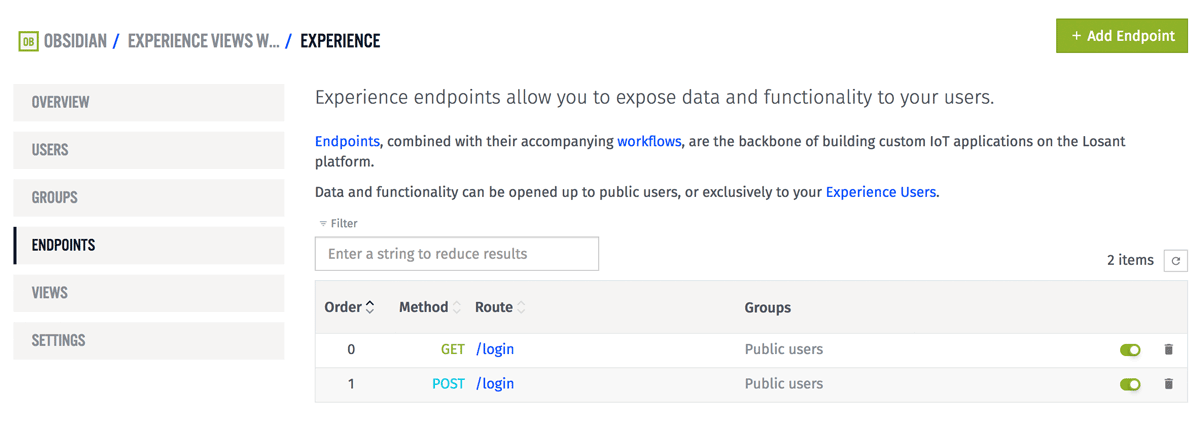 OB OBSIDIAN / EXPERIENCE VIEWS W... / EXPERIENCE
+ Add Endpoint
OVERVIEW
USERS
GROUPS
ENDPOINTS
VIEWS
SETTINGS
Experience endpoints allow you to expose data and functionality to your users.
Endpoints, combined with their accompanying workflows, are the backbone of building custom IoT applications on the Losant
platform.
Data and functionality can be opened up to public users, or exclusively to your Experience Users.
Filter
Enter a string to reduce results
2 items
Order Method Route Groups
0 GET /login Public users
1 POST /login Public users